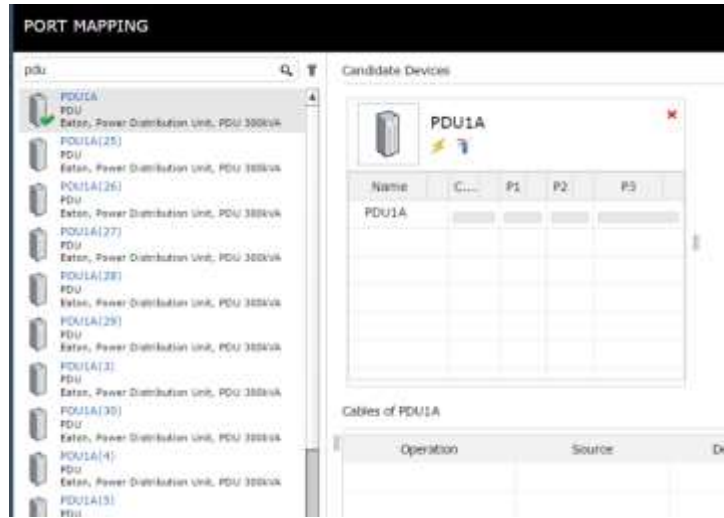 PORT MAPPING
pdu
PDU1A
PDU
Eaton, Power Distribution Unit, PDU 300kVA
PDU1A(25)
PDU
Eaton, Power Distribution Unit, PDU 300kVA
PDU1A(26)
PDU
Eaton, Power Distribution Unit, PDU 300kVA
PDU1A(27)
PDU
Eaton, Power Distribution Unit, PDU 300kVA
PDU1A(28)
PDU
Eaton, Power Distribution Unit, PDU 300kVA
PDU1A(29)
PDU
Eaton, Power Distribution Unit, PDU 300kVA
PDU1A(3)
PDU
Eaton, Power Distribution Unit, PDU 300kVA
PDU1A(30)
PDU
Eaton, Power Distribution Unit, PDU 300kVA
PDU1A(4)
PDU
Eaton, Power Distribution Unit, PDU 300kVA
PDU1A(5)
PDU
Candidate Devices
PDU1A
Name C... P1 P2 P3
PDU1A
Cables of PDU1A
Operation Source De